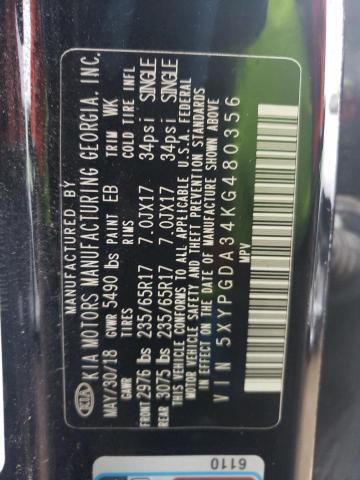 MANUFACTURED BY
KIA KIA MOTORS MANUFACTURING GEORGIA, INC.
MAY/30/18 GVWR 5490 lbs PAINT EB TRIM WK
GAWR TIRES RIMS COLD TIRE INFL
FRONT 2976 lbs 235/65R17 7.0JX17 34psi SINGLE
REAR 3075 lbs 235/65R17 7.0JX17 34psi SINGLE
THIS VEHICLE CONFORMS TO ALL APPLICABLE U.S.A. FEDERAL
MOTOR VEHICLE SAFETY AND THEFT PREVENTION STANDARDS
IN EFFECT ON THE DATE OF MANUFACTURE SHOWN ABOVE
VIN 5XYPGDA34KG480356
MPV
6110